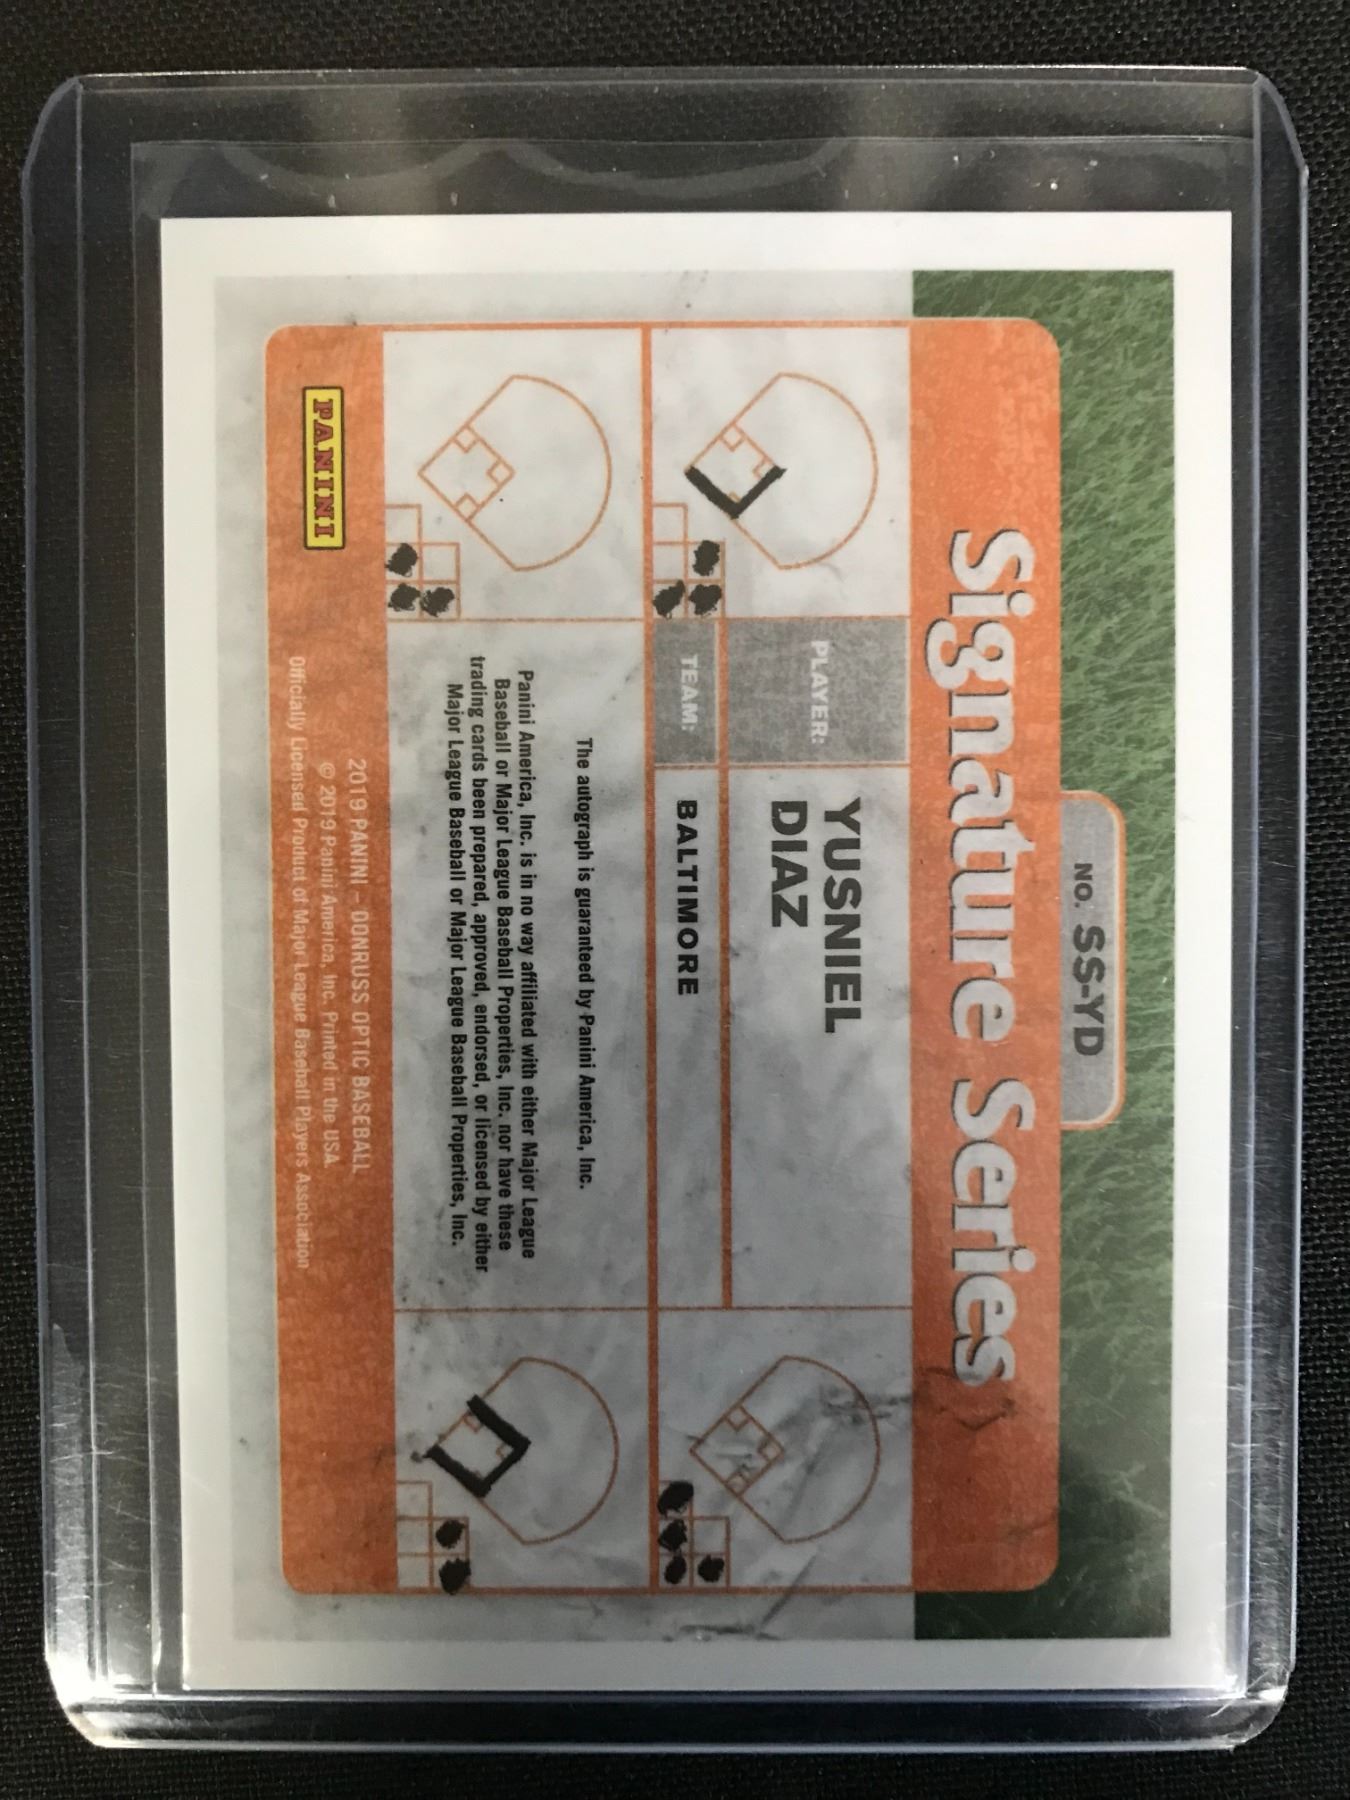 NO. SS-YD
Signature Series
PLAYER:
YUSNIEL
DIAZ
TEAM:
BALTIMORE
The autograph is guaranteed by Panini America, Inc.
Panini America, Inc. is in no way affiliated with either Major League
Baseball or Major League Baseball Properties, Inc. nor have these
trading cards been prepared, approved, endorsed, or licensed by either
Major League Baseball or Major League Baseball Properties, Inc.
PANINI
2019 PANINI – DONRUSS OPTIC BASEBALL
© 2019 Panini America, Inc. Printed in the USA.
Officially Licensed Product of Major League Baseball Players Association